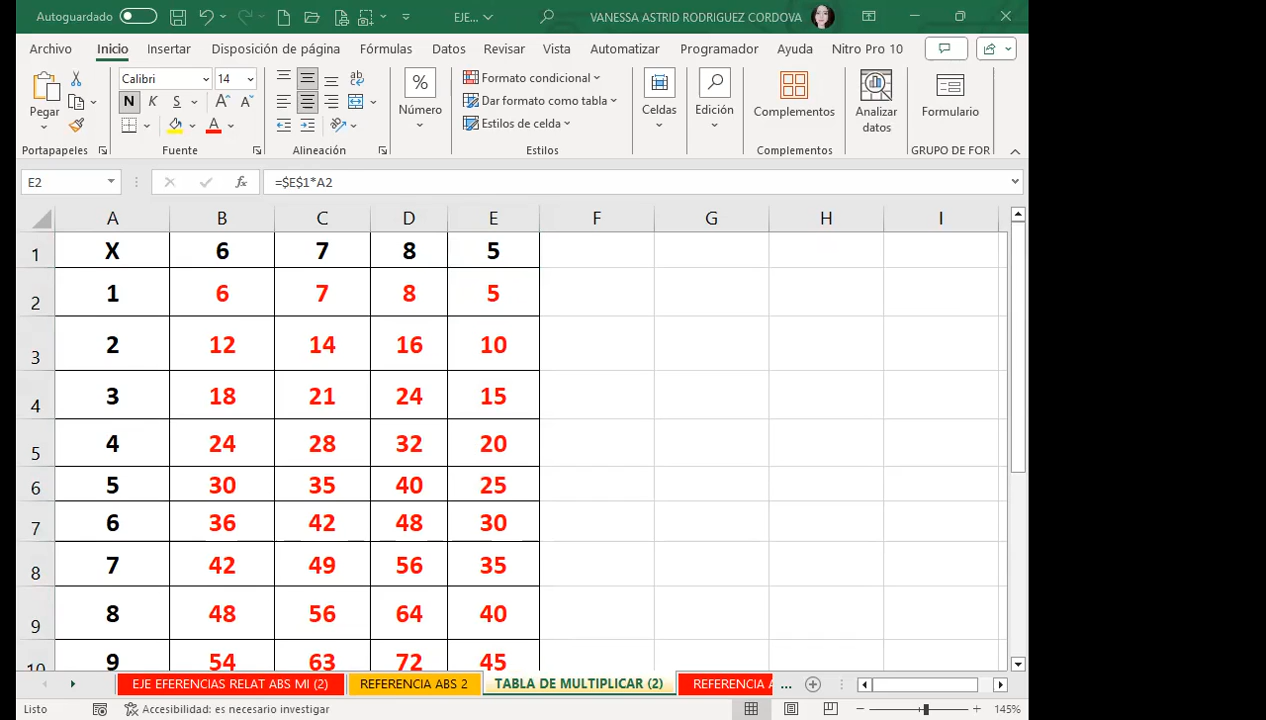 Autoguardado EJE... VANESSA ASTRID RODRIGUEZ CORDOVA
Archivo Inicio Insertar Disposición de página Fórmulas Datos Revisar Vista Automatizar Programador Ayuda Nitro Pro 10
Pegar
Calibri 14
N K S A A
A
ab
%
Número
Formato condicional
Dar formato como tabla
Estilos de celda
Celdas
Edición
Complementos
Analizar
datos
Formulario
Portapapeles Fuente Alineación Estilos Complementos GRUPO DE FOR
E2 fx =$E$1*A2
A B C D E F G H I
1 X 6 7 8 5
2 1 6 7 8 5
3 2 12 14 16 10
4 3 18 21 24 15
5 4 24 28 32 20
6 5 30 35 40 25
7 6 36 42 48 30
8 7 42 49 56 35
9 8 48 56 64 40
10 9 54 63 72 45
EJE EFERENCIAS RELAT ABS MI (2) REFERENCIA ABS 2 TABLA DE MULTIPLICAR (2) REFERENCIA A ...
Listo Accesibilidad: es necesario investigar 145%